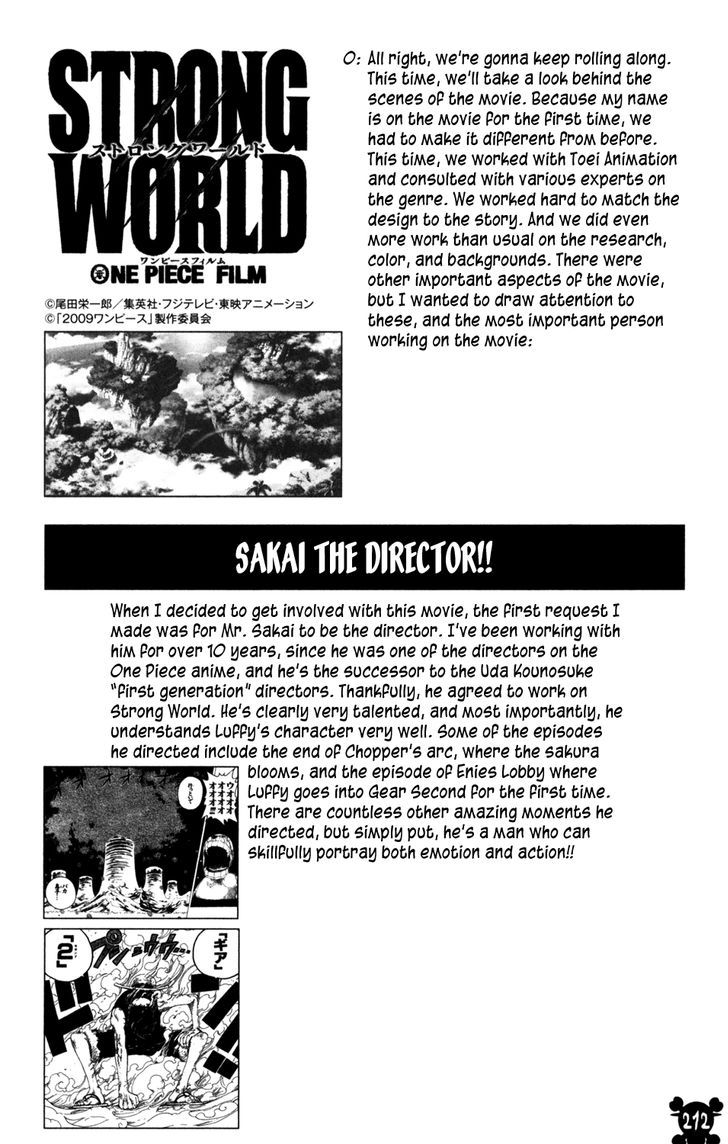 STRONG
ストロングワールド
WORLD
ワンピースフィルム
ONE PIECE FILM
©尾田栄一郎／集英社・フジテレビ・東映アニメーション
©「2009ワンピース」製作委員会
O: All right, we're gonna keep rolling along.
This time, we'll take a look behind the
scenes of the movie. Because my name
is on the movie for the first time, we
had to make it different from before.
This time, we worked with Toei Animation
and consulted with various experts on
the genre. We worked hard to match the
design to the story. And we did even
more work than usual on the research,
color, and backgrounds. There were
other important aspects of the movie,
but I wanted to draw attention to
these, and the most important person
working on the movie:
SAKAI THE DIRECTOR!!
When I decided to get involved with this movie, the first request I
made was for Mr. Sakai to be the director. I've been working with
him for over 10 years, since he was one of the directors on the
One Piece anime, and he's the successor to the Uda Kounosuke
"first generation" directors. Thankfully, he agreed to work on
Strong World. He's clearly very talented, and most importantly, he
understands Luffy's character very well. Some of the episodes
he directed include the end of Chopper's arc, where the sakura
blooms, and the episode of Enies Lobby where
Luffy goes into Gear Second for the first time.
There are countless other amazing moments he
directed, but simply put, he's a man who can
skillfully portray both emotion and action!!
「ギア
「2」
ドドン
212